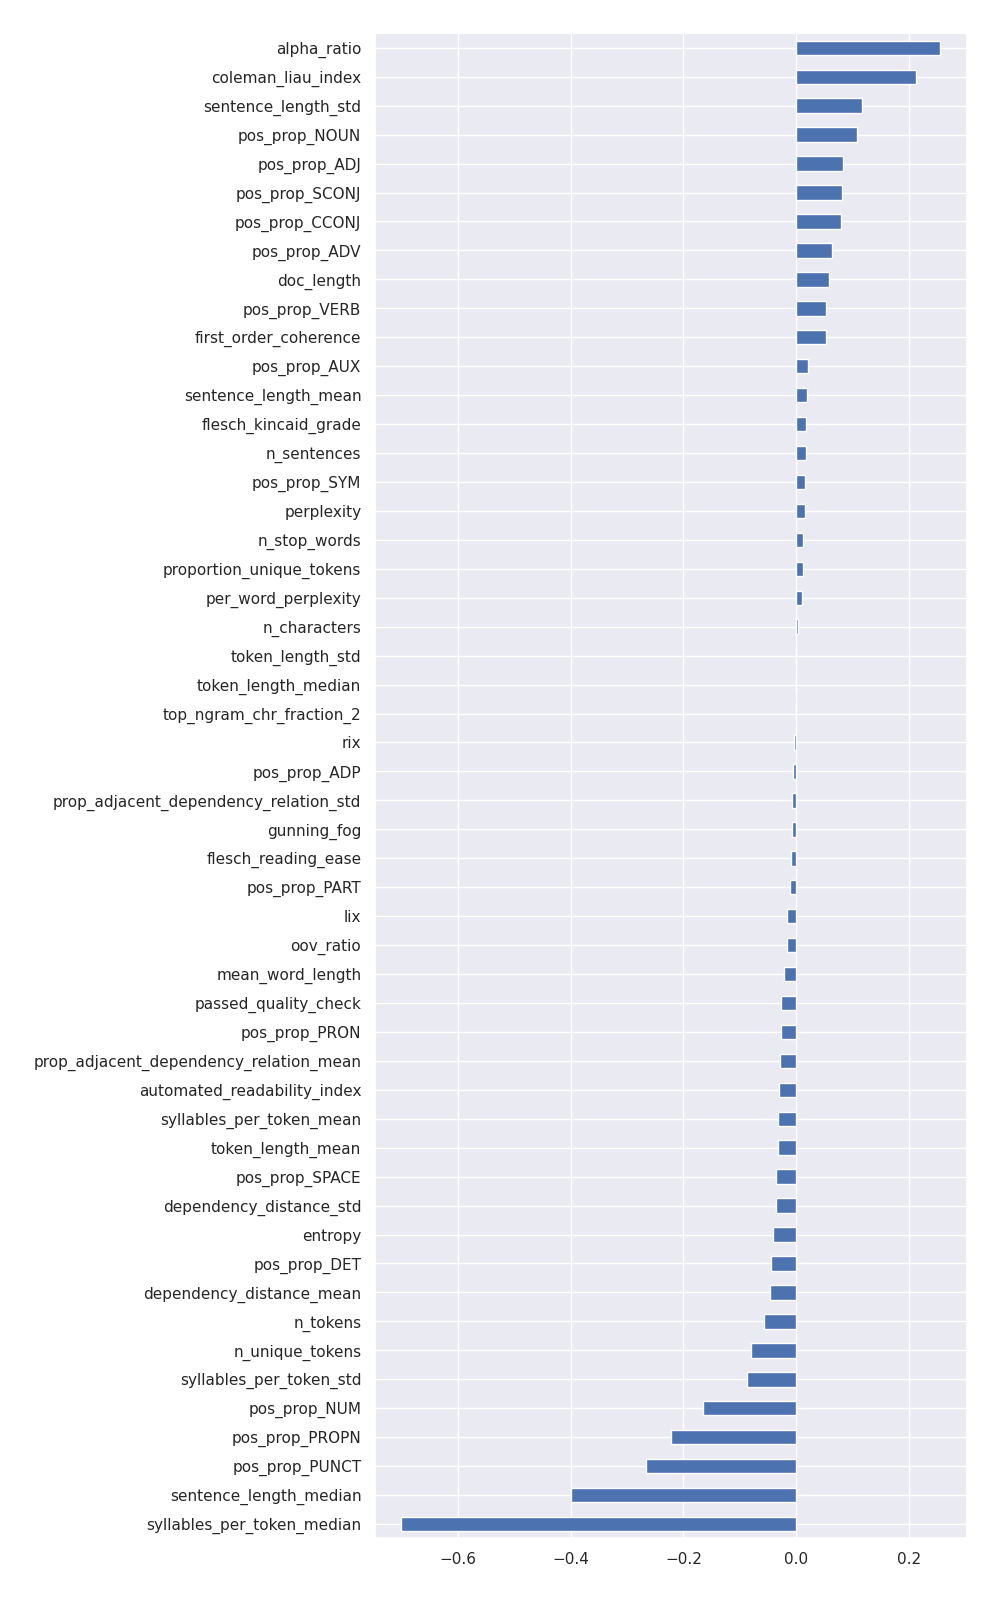 alpha_ratio
coleman_liau_index
sentence_length_std
pos_prop_NOUN
pos_prop_ADJ
pos_prop_SCONJ
pos_prop_CCONJ
pos_prop_ADV
doc_length
pos_prop_VERB
first_order_coherence
pos_prop_AUX
sentence_length_mean
flesch_kincaid_grade
n_sentences
pos_prop_SYM
perplexity
n_stop_words
proportion_unique_tokens
per_word_perplexity
n_characters
token_length_std
token_length_median
top_ngram_chr_fraction_2
rix
pos_prop_ADP
prop_adjacent_dependency_relation_std
gunning_fog
flesch_reading_ease
pos_prop_PART
lix
oov_ratio
mean_word_length
passed_quality_check
pos_prop_PRON
prop_adjacent_dependency_relation_mean
automated_readability_index
syllables_per_token_mean
token_length_mean
pos_prop_SPACE
dependency_distance_std
entropy
pos_prop_DET
dependency_distance_mean
n_tokens
n_unique_tokens
syllables_per_token_std
pos_prop_NUM
pos_prop_PROPN
pos_prop_PUNCT
sentence_length_median
syllables_per_token_median
−0.6 −0.4 −0.2 0.0 0.2